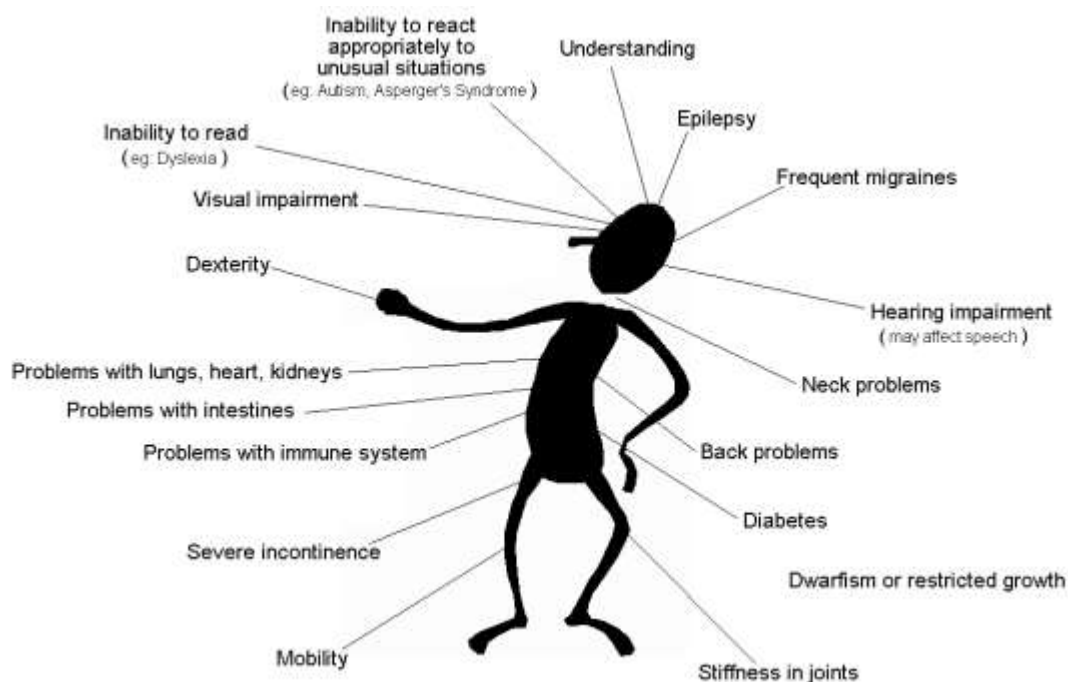 Inability to react
appropriately to
unusual situations
(eg: Autism, Asperger's Syndrome)
Understanding
Epilepsy
Inability to read
(eg: Dyslexia)
Frequent migraines
Visual impairment
Dexterity
Hearing impairment
(may affect speech)
Problems with lungs, heart, kidneys
Neck problems
Problems with intestines
Problems with immune system
Back problems
Diabetes
Severe incontinence
Dwarfism or restricted growth
Mobility
Stiffness in joints